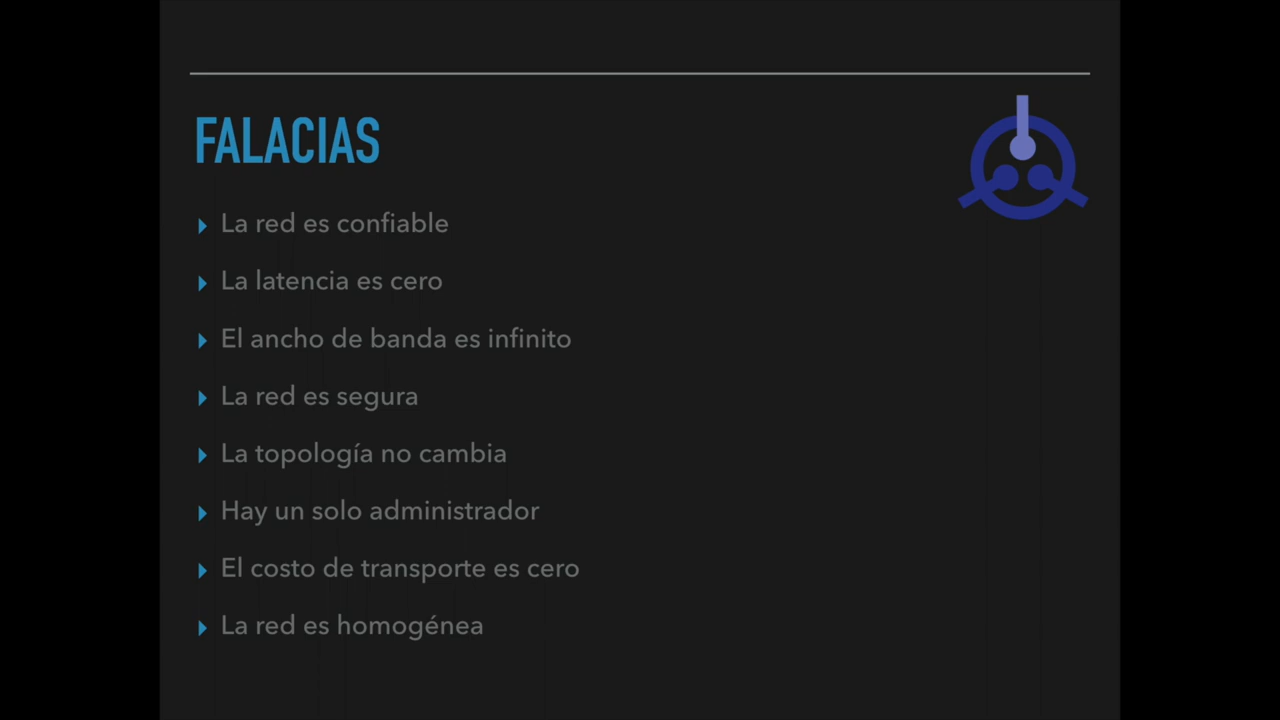 FALACIAS
La red es confiable
La latencia es cero
El ancho de banda es infinito
La red es segura
La topología no cambia
Hay un solo administrador
El costo de transporte es cero
La red es homogénea